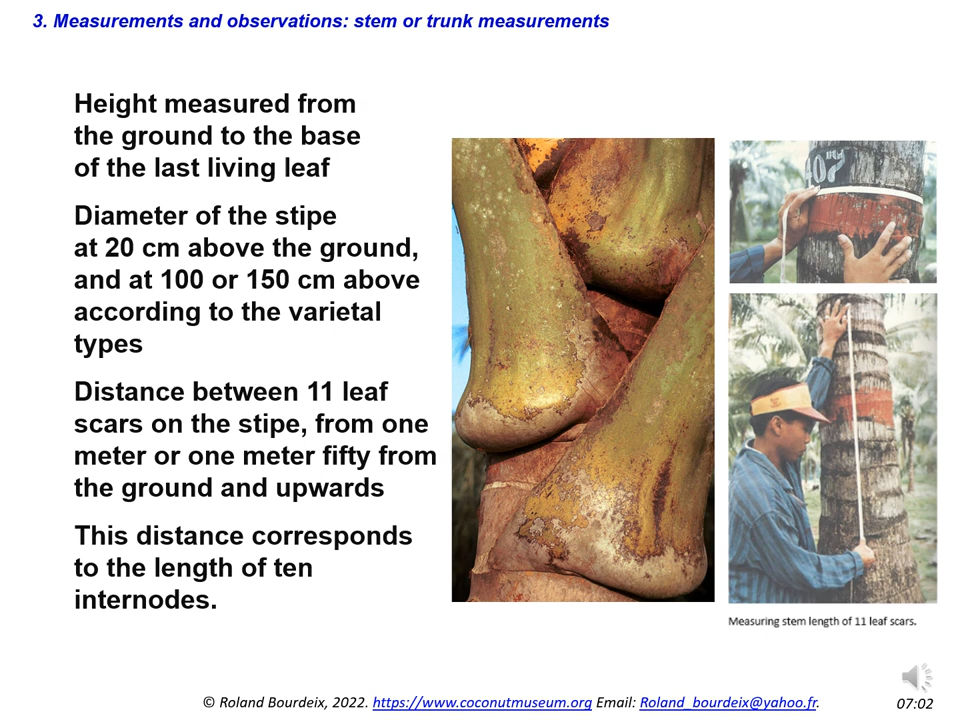 3. Measurements and observations: stem or trunk measurements
Height measured from
the ground to the base
of the last living leaf
Diameter of the stipe
at 20 cm above the ground,
and at 100 or 150 cm above
according to the varietal
types
Distance between 11 leaf
scars on the stipe, from one
meter or one meter fifty from
the ground and upwards
This distance corresponds
to the length of ten
internodes.
407
Measuring stem length of 11 leaf scars.
© Roland Bourdeix, 2022. https://www.coconutmuseum.org Email: Roland_bourdeix@yahoo.fr.
07:02